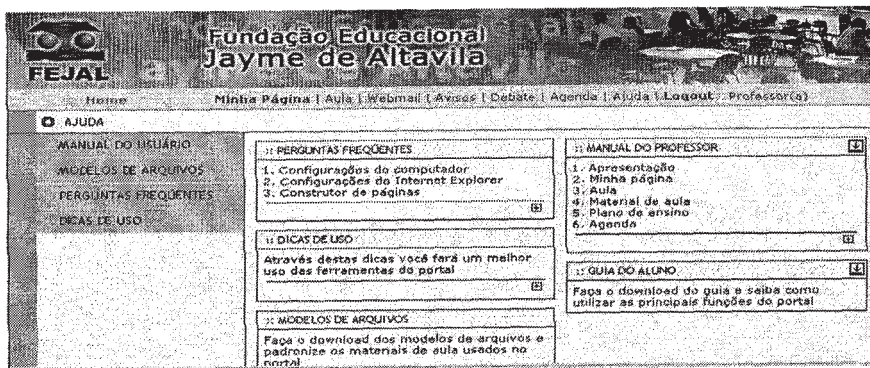 Fundação Educacional
Jayme de Altavila
FEJAL
Home
Minha Página | Aula | Webmail | Avisos | Debate | Agenda | Ajuda | Logout :: Professor(a)
AJUDA
MANUAL DO USUÁRIO
MODELOS DE ARQUIVOS
PERGUNTAS FREQÜENTES
DICAS DE USO
:: PERGUNTAS FREQÜENTES
1. Configurações do computador
2. Configurações do Internet Explorer
3. Construtor de páginas
:: DICAS DE USO
Através destas dicas você fará um melhor
uso das ferramentas do portal
:: MODELOS DE ARQUIVOS
Faça o download dos modelos de arquivos e
padronize os materiais de aula usados no
portal
:: MANUAL DO PROFESSOR
1. Apresentação
2. Minha página
3. Aula
4. Material de aula
5. Plano de ensino
6. Agenda
:: GUIA DO ALUNO
Faça o download do guia e saiba como
utilizar as principais funções do portal